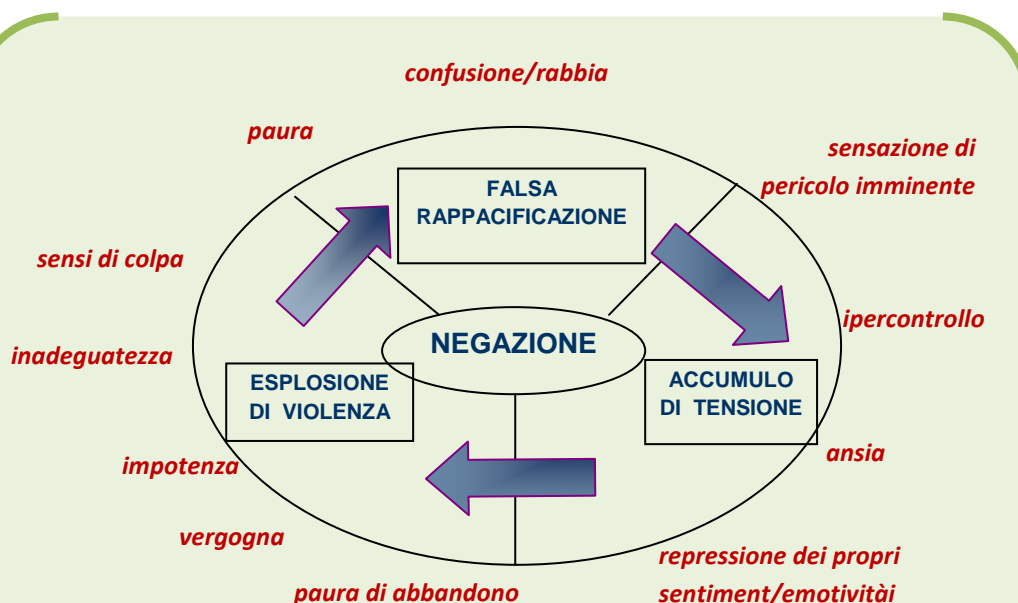 confusione/rabbia
paura
sensazione di
pericolo imminente
FALSA
RAPPACIFICAZIONE
sensi di colpa
ipercontrollo
NEGAZIONE
inadeguatezza
ESPLOSIONE
DI VIOLENZA
ACCUMULO
DI TENSIONE
ansia
impotenza
vergogna
repressione dei propri
sentiment/emotivitài
paura di abbandono